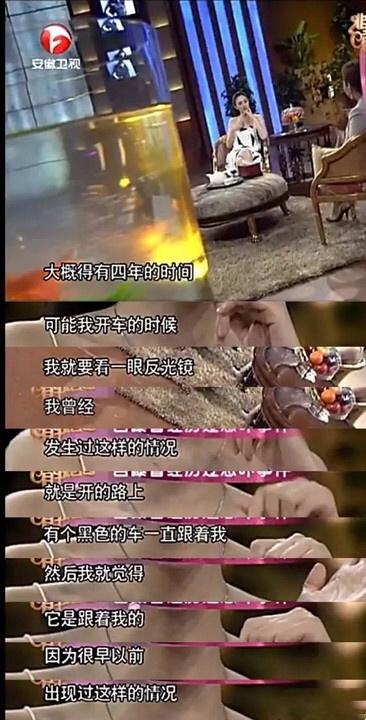 安徽卫视
大概得有四年的时间
可能我开车的时候
我就要看一眼反光镜
我曾经
发生过这样的情况
就是开的路上
有个黑色的车一直跟着我
然后我就觉得
它是跟着我的
因为很早以前
出现过这样的情况